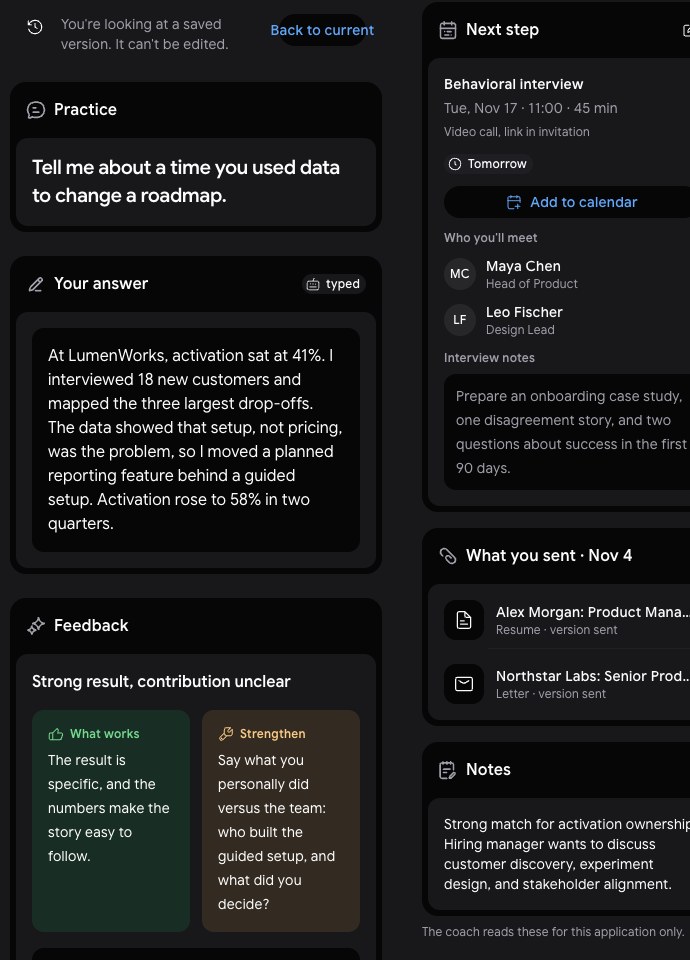 You're looking at a saved
version. It can't be edited.
Back to current
Practice
Tell me about a time you used data
to change a roadmap.
Your answer
typed
At LumenWorks, activation sat at 41%. I
interviewed 18 new customers and
mapped the three largest drop-offs.
The data showed that setup, not pricing,
was the problem, so I moved a planned
reporting feature behind a guided
setup. Activation rose to 58% in two
quarters.
Feedback
Strong result, contribution unclear
What works
The result is
specific, and the
numbers make the
story easy to
follow.
Strengthen
Say what you
personally did
versus the team:
who built the
guided setup, and
what did you
decide?
Next step
Behavioral interview
Tue, Nov 17 · 11:00 · 45 min
Video call, link in invitation
Tomorrow
Add to calendar
Who you'll meet
MC
Maya Chen
Head of Product
LF
Leo Fischer
Design Lead
Interview notes
Prepare an onboarding case study,
one disagreement story, and two
questions about success in the first
90 days.
What you sent · Nov 4
Alex Morgan: Product Mana...
Resume · version sent
Northstar Labs: Senior Prod...
Letter · version sent
Notes
Strong match for activation ownership
Hiring manager wants to discuss
customer discovery, experiment
design, and stakeholder alignment.
The coach reads these for this application only.